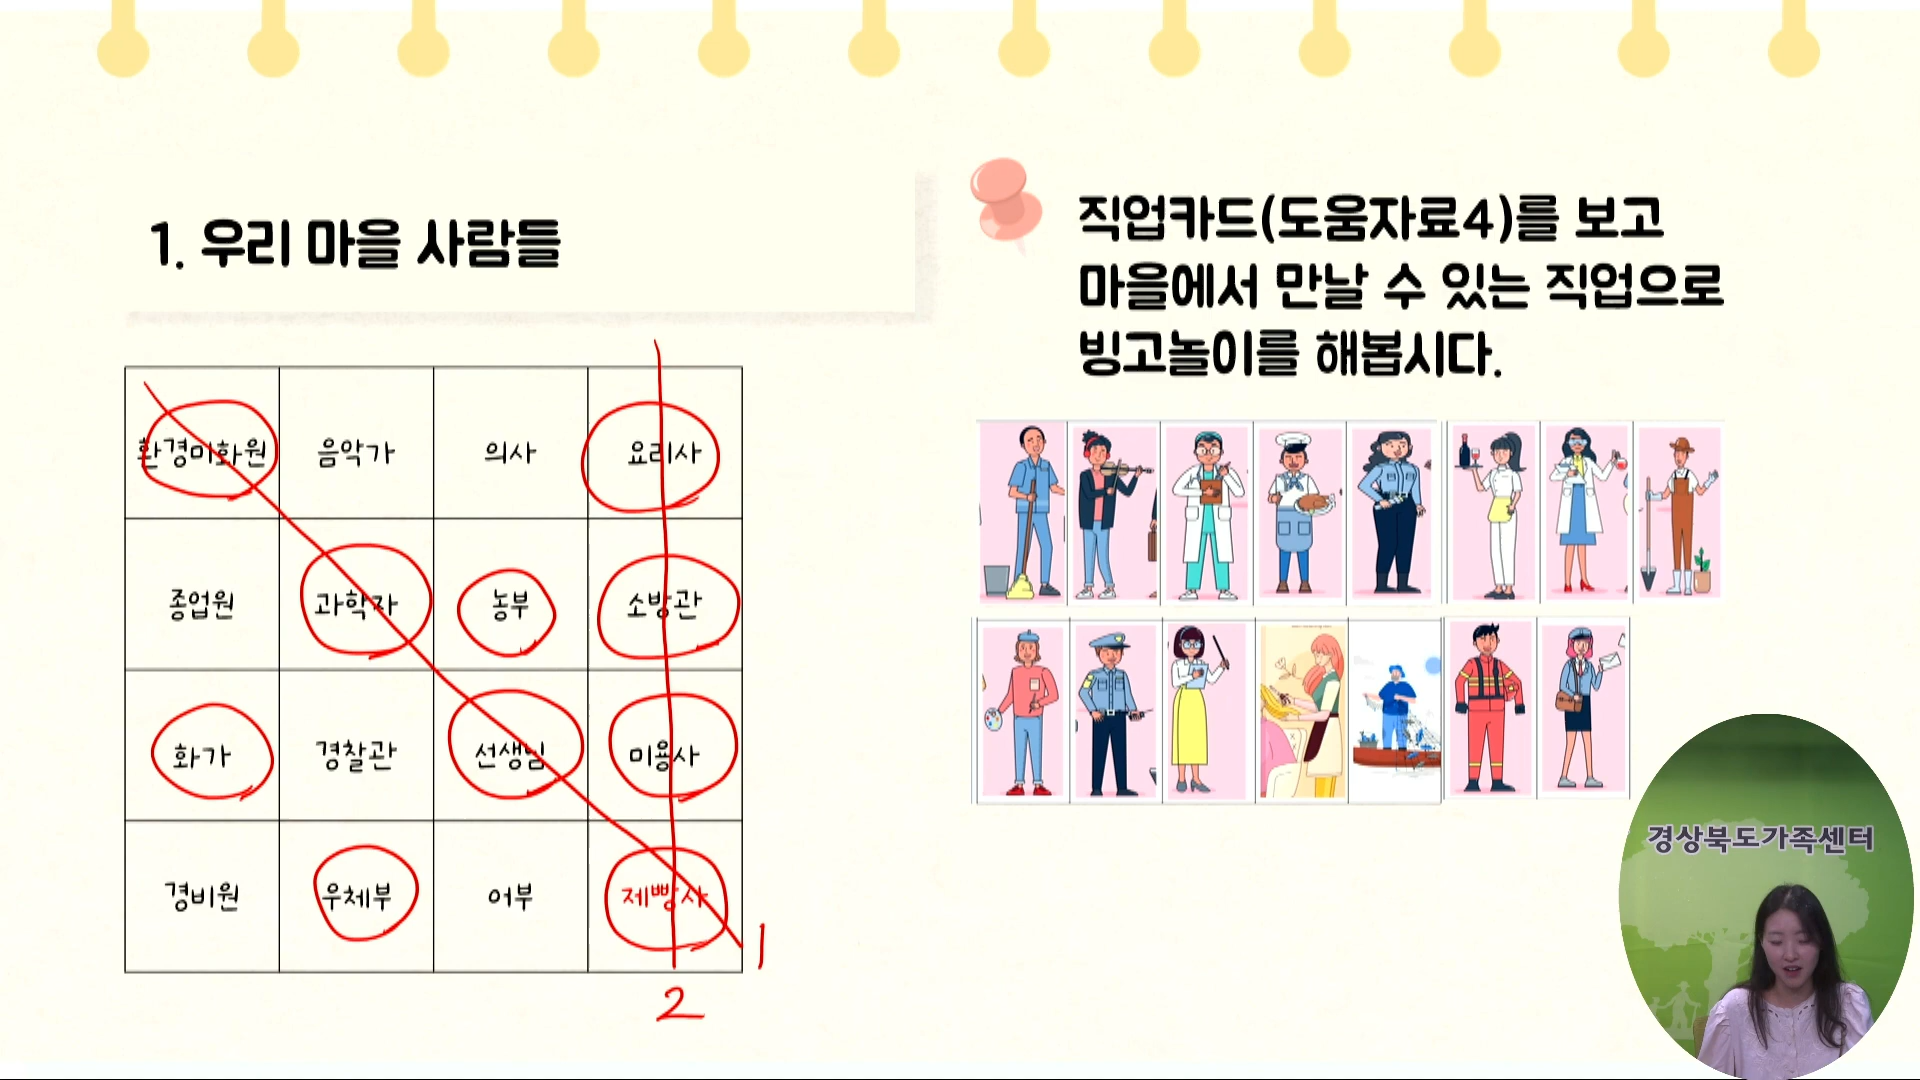 1. 우리 마을 사람들
직업카드(도움자료4)를 보고
마을에서 만날 수 있는 직업으로
빙고놀이를 해봅시다.
환경미화원 음악가 의사 요리사
종업원 과학자 농부 소방관
화가 경찰관 선생님 미용사
경비원 우체부 어부 제빵사
1
2
경상북도가족센터